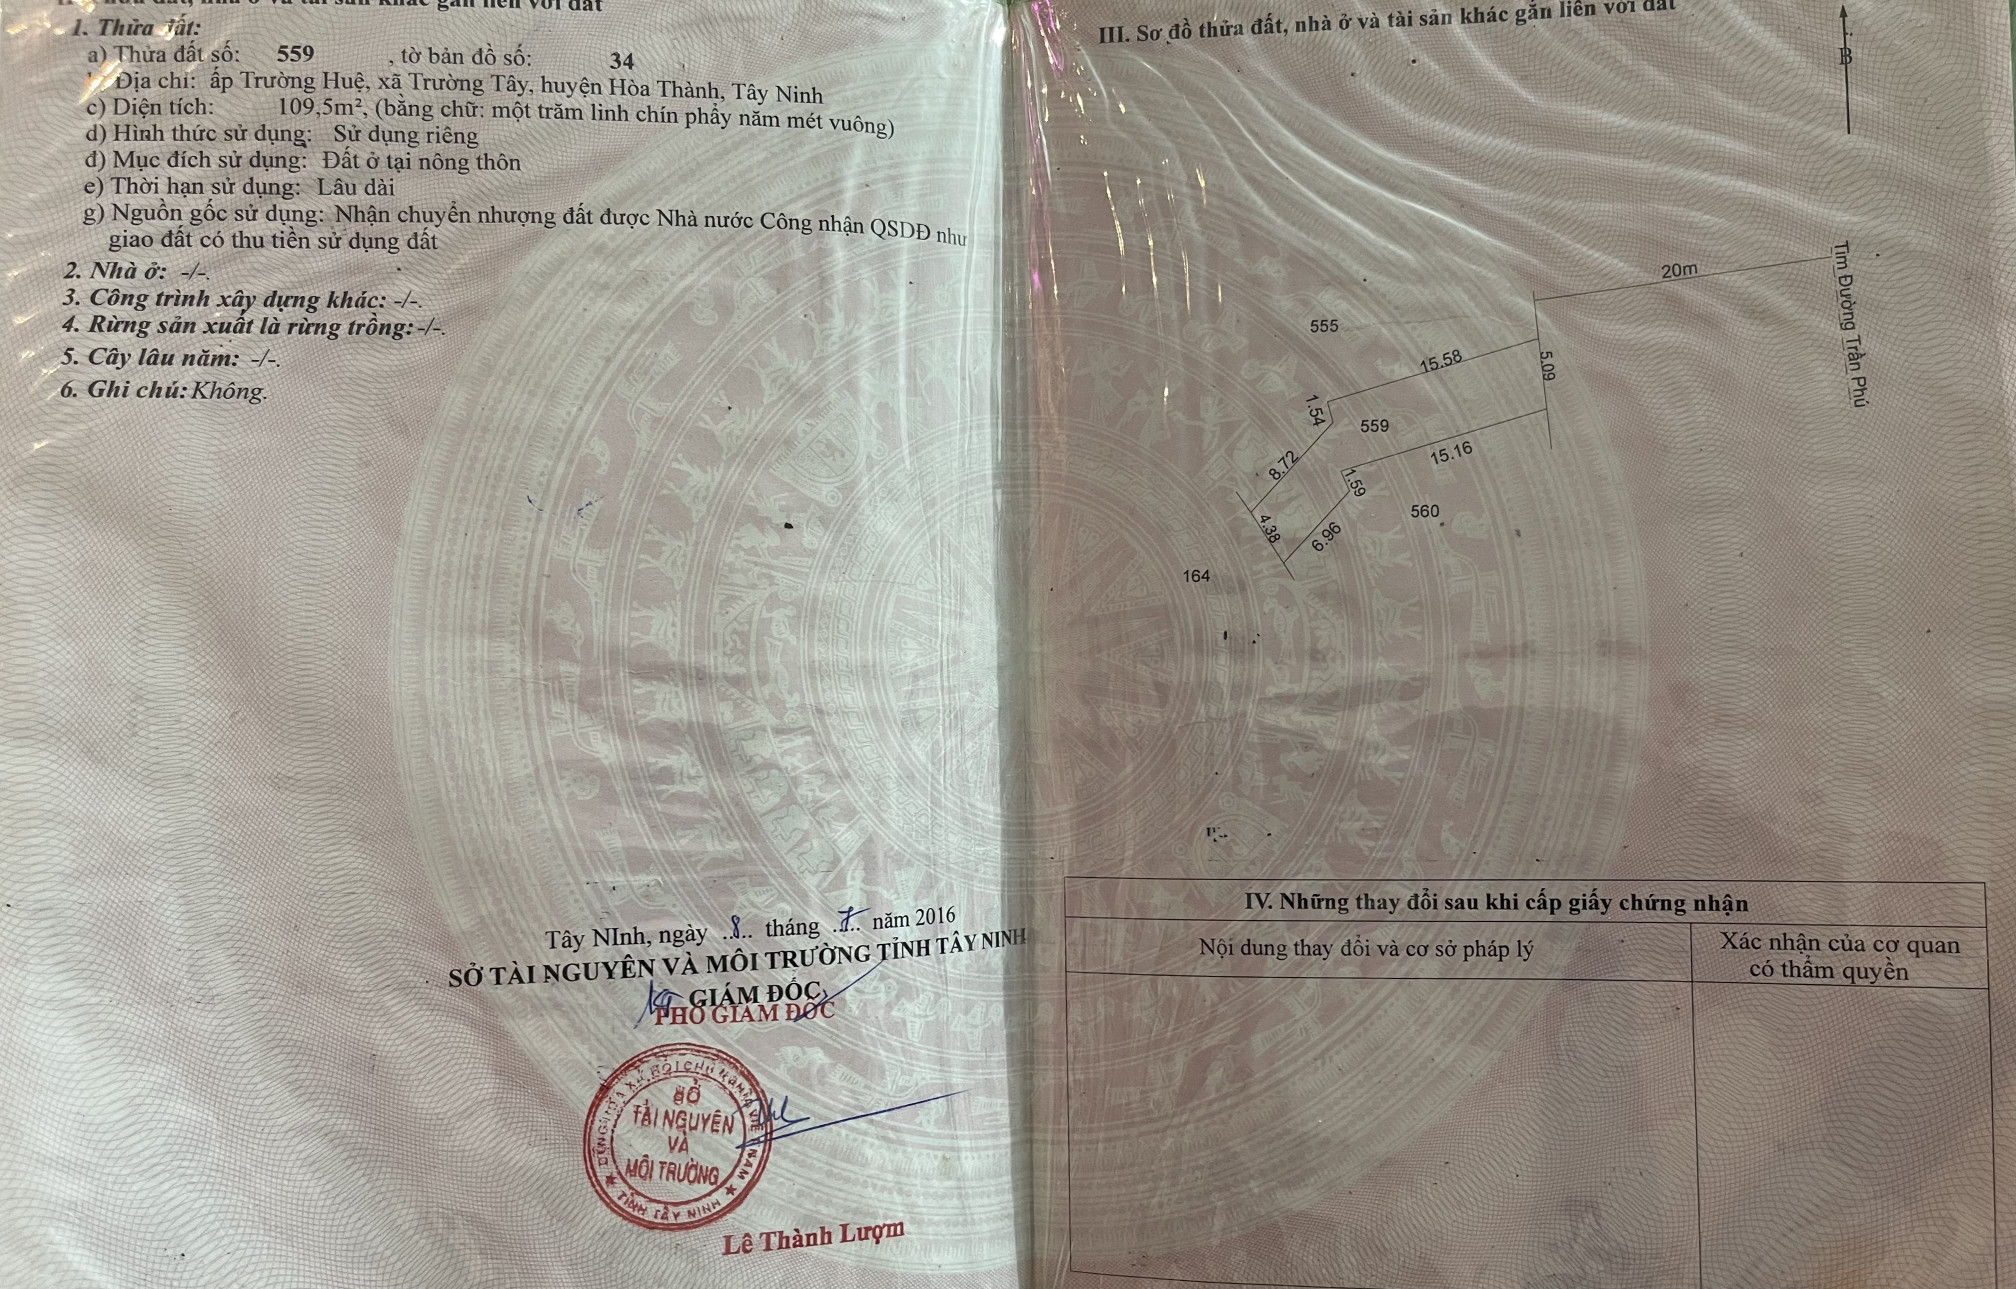 gắn liền với đất
1. Thửa đất:
a) Thửa đất số: 559 , tờ bản đồ số: 34
Địa chỉ: ấp Trường Huệ, xã Trường Tây, huyện Hòa Thành, Tây Ninh
c) Diện tích: 109,5m², (bằng chữ: một trăm linh chín phẩy năm mét vuông)
d) Hình thức sử dụng: Sử dụng riêng
đ) Mục đích sử dụng: Đất ở tại nông thôn
e) Thời hạn sử dụng: Lâu dài
g) Nguồn gốc sử dụng: Nhận chuyển nhượng đất được Nhà nước Công nhận QSDĐ như
giao đất có thu tiền sử dụng đất
2. Nhà ở: -/-.
3. Công trình xây dựng khác: -/-.
4. Rừng sản xuất là rừng trồng: -/-.
5. Cây lâu năm: -/-.
6. Ghi chú: Không.
Tây NInh, ngày ..8.. tháng .7.. năm 2016
SỞ TÀI NGUYÊN VÀ MÔI TRƯỜNG TỈNH TÂY NINH
GIÁM ĐỐC
PHÓ GIÁM ĐỐC
SỞ
TÀI NGUYÊN
VÀ
MÔI TRƯỜNG
TỈNH TÂY NINH
Lê Thành Lượm
III. Sơ đồ thửa đất, nhà ở và tài sản khác gắn liền với đất
B
20m
Tim Đường Trần Phú
555
15.58
5.09
1.54
559
8.72
15.16
1.59
4.38
6.96
560
164
IV. Những thay đổi sau khi cấp giấy chứng nhận
Nội dung thay đổi và cơ sở pháp lý
Xác nhận của cơ quan
có thẩm quyền